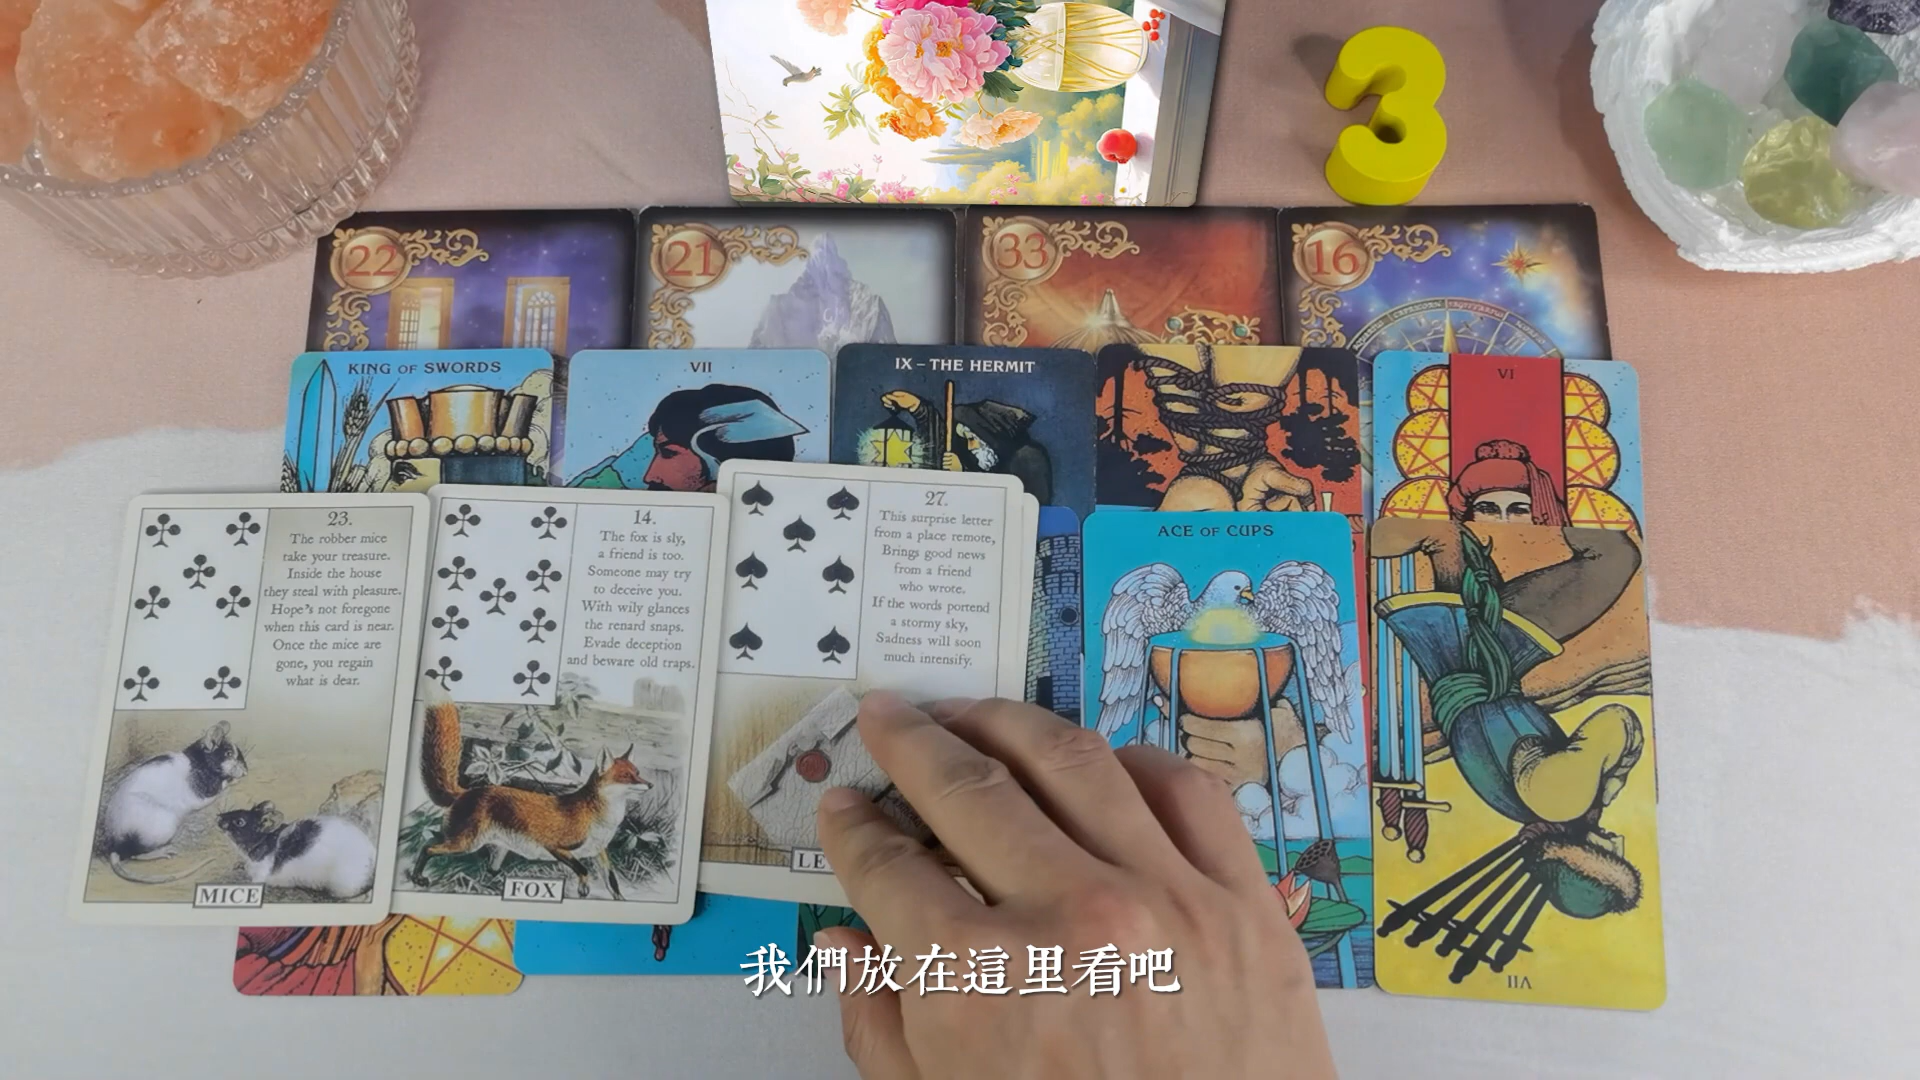 3
22
21
33
16
CAPRICORN
SAGITTARIUS
KING OF SWORDS
VII
IX – THE HERMIT
VI
23.
The robber mice
take your treasure.
Inside the house
they steal with pleasure.
Hope's not foregone
when this card is near.
Once the mice are
gone, you regain
what is dear.
MICE
14.
The fox is sly,
a friend is too.
Someone may try
to deceive you.
With wily glances
the renard snaps.
Evade deception
and beware old traps.
FOX
27.
This surprise letter
from a place remote,
Brings good news
from a friend
who wrote.
If the words portend
a stormy sky,
Sadness will soon
much intensify.
LE
ACE OF CUPS
VII
我們放在這里看吧